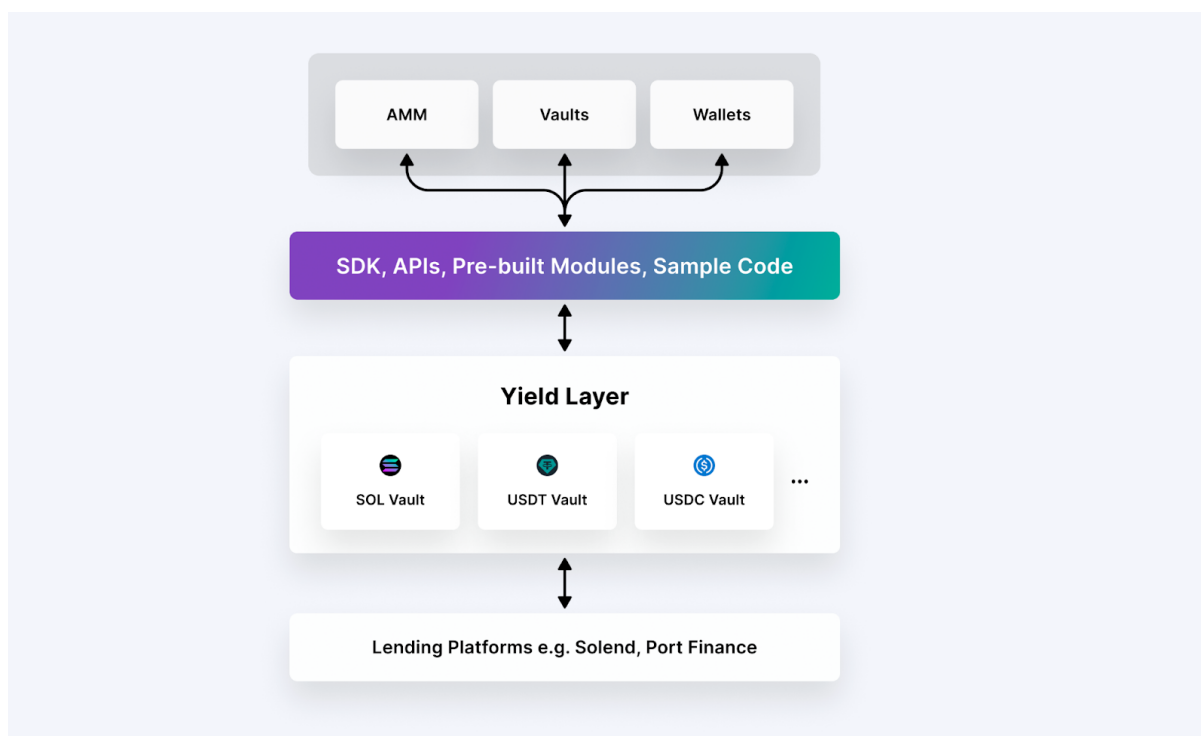 AMM
Vaults
Wallets
SDK, APIs, Pre-built Modules, Sample Code
Yield Layer
SOL Vault
USDT Vault
USDC Vault
...
Lending Platforms e.g. Solend, Port Finance